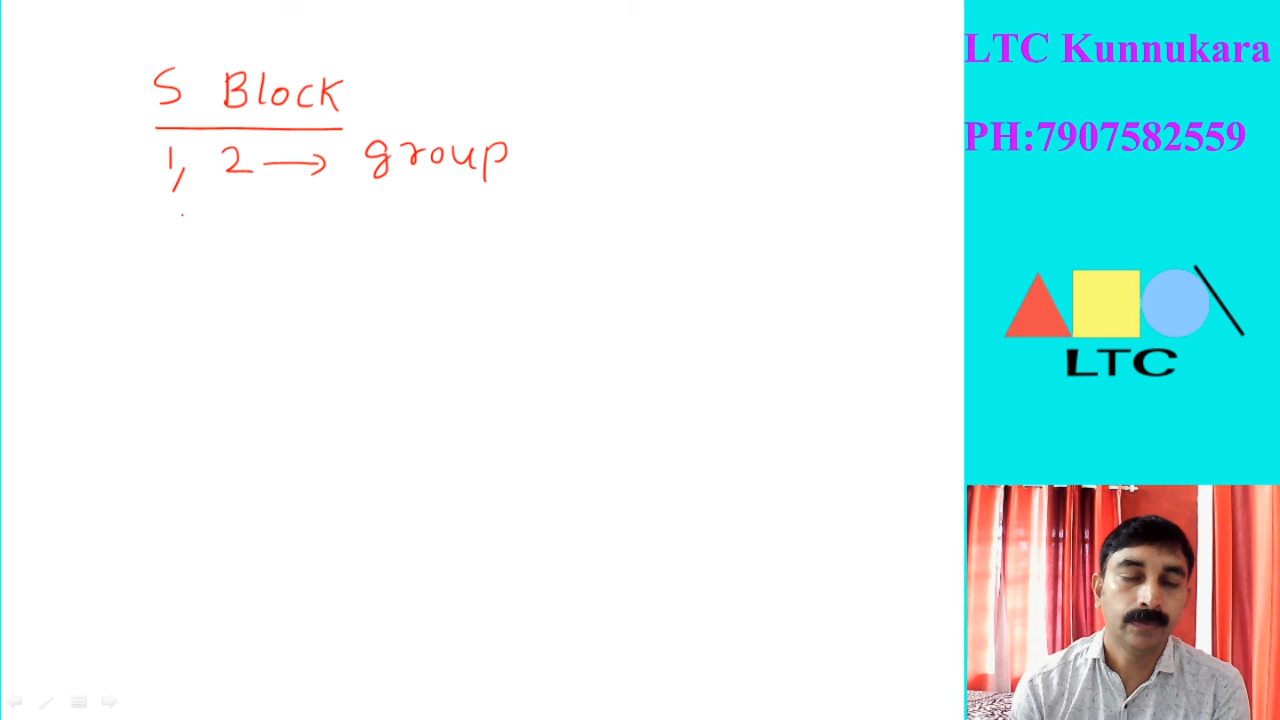 S Block
1, 2 → group
LTC Kunnukara
PH:7907582559
LTC